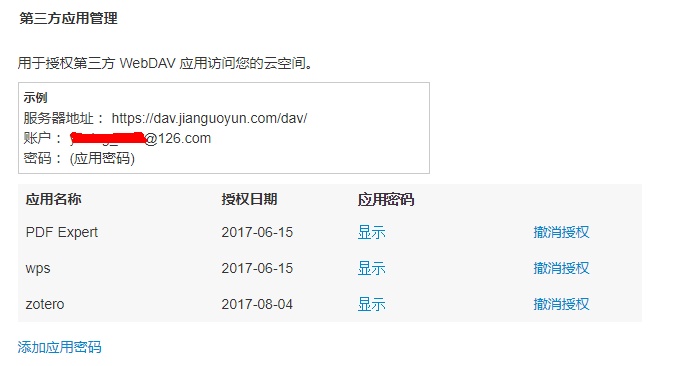 第三方应用管理
用于授权第三方 WebDAV 应用访问您的云空间。
示例
服务器地址： https://dav.jianguoyun.com/dav/
账户： @126.com
密码： (应用密码)
应用名称 授权日期 应用密码
PDF Expert 2017-06-15 显示 撤消授权
wps 2017-06-15 显示 撤消授权
zotero 2017-08-04 显示 撤消授权
添加应用密码